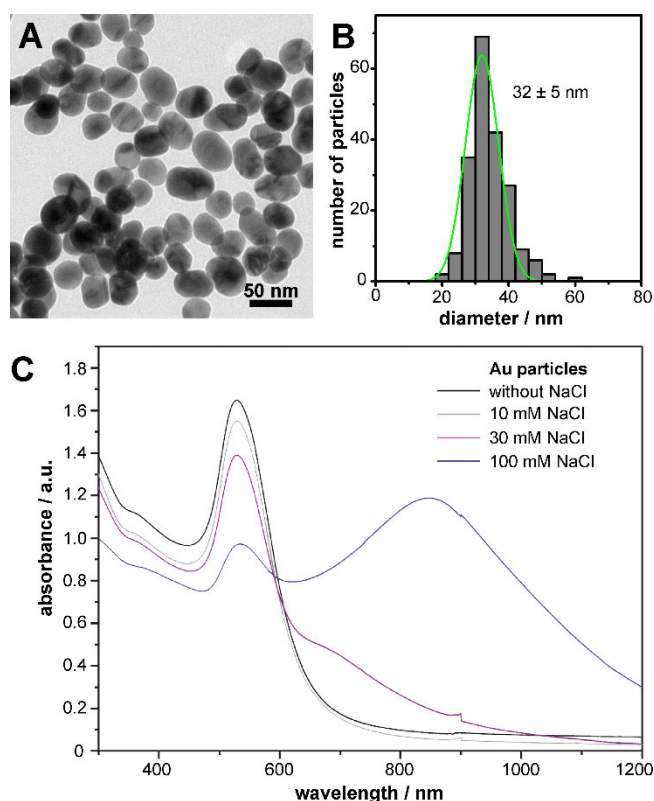 A
50 nm
B
number of particles
60
40
20
0
32 ± 5 nm
0 20 40 60 80
diameter / nm
C
absorbance / a.u.
1.8
1.6
1.4
1.2
1.0
0.8
0.6
0.4
0.2
0
Au particles
without NaCl
10 mM NaCl
30 mM NaCl
100 mM NaCl
400 600 800 1000 1200
wavelength / nm